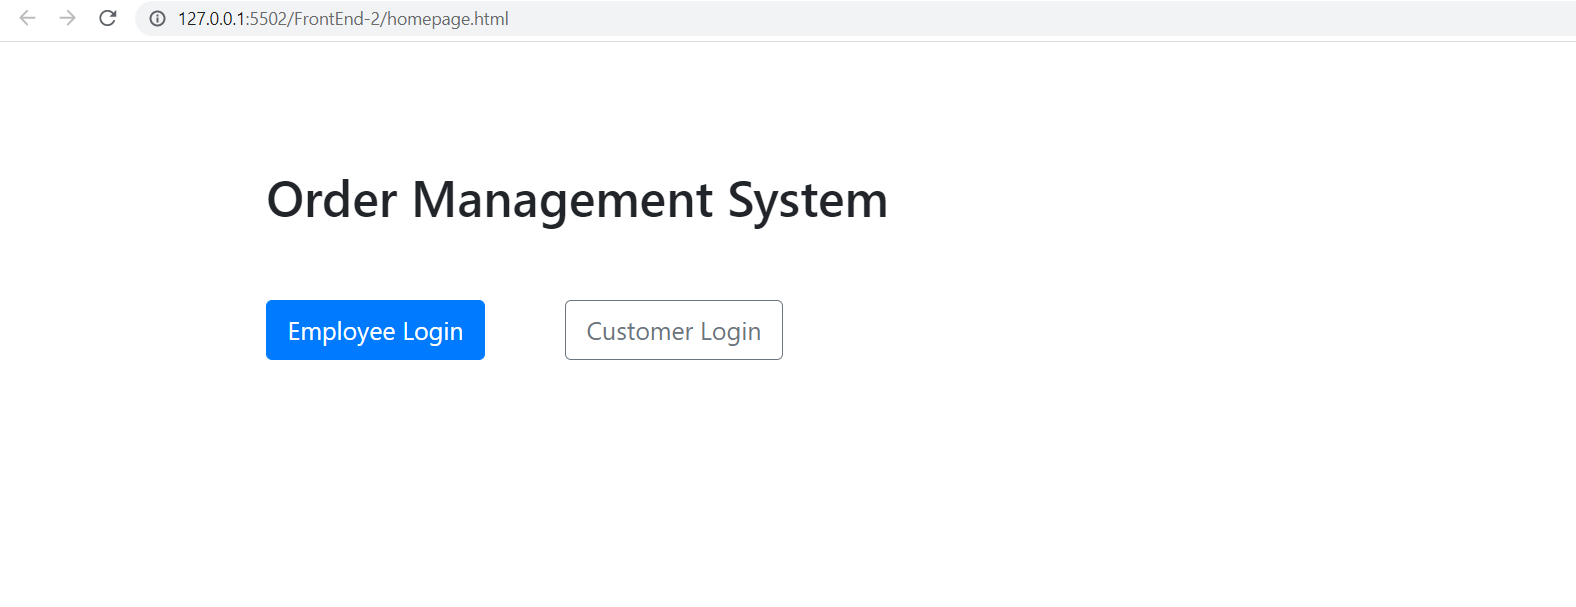 127.0.0.1:5502/FrontEnd-2/homepage.html
Order Management System
Employee Login
Customer Login